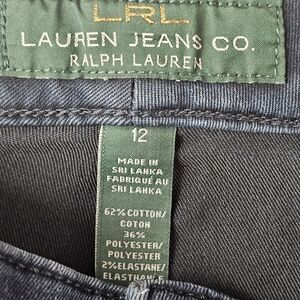 LRL
LAUREN JEANS CO.
RALPH LAUREN
12
MADE IN
SRI LANKA
FABRIQUÉ AU
SRI LANKA
62% COTTON/
COTON
36%
POLYESTER/
POLYESTER
2% ELASTANE/
ELASTHANNE